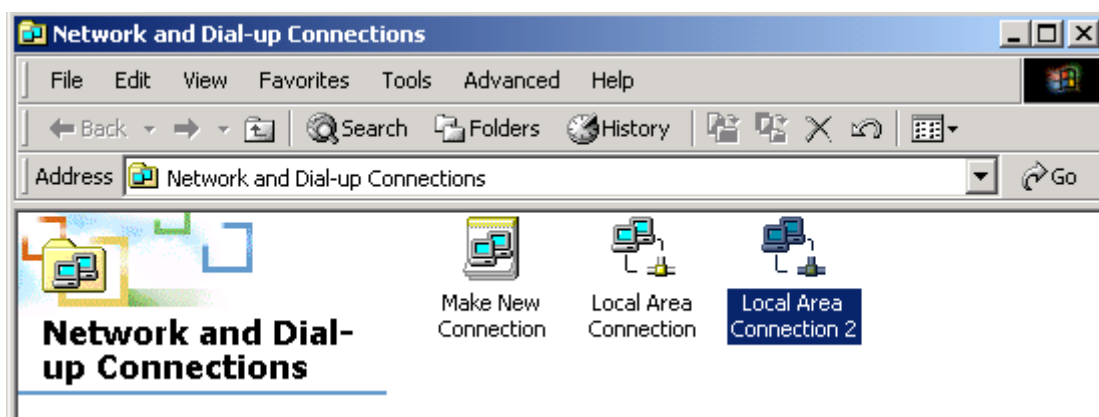 Network and Dial-up Connections
File Edit View Favorites Tools Advanced Help
Back Search Folders History
Address Network and Dial-up Connections Go
Make New Connection
Local Area Connection
Local Area Connection 2
Network and Dial-
up Connections